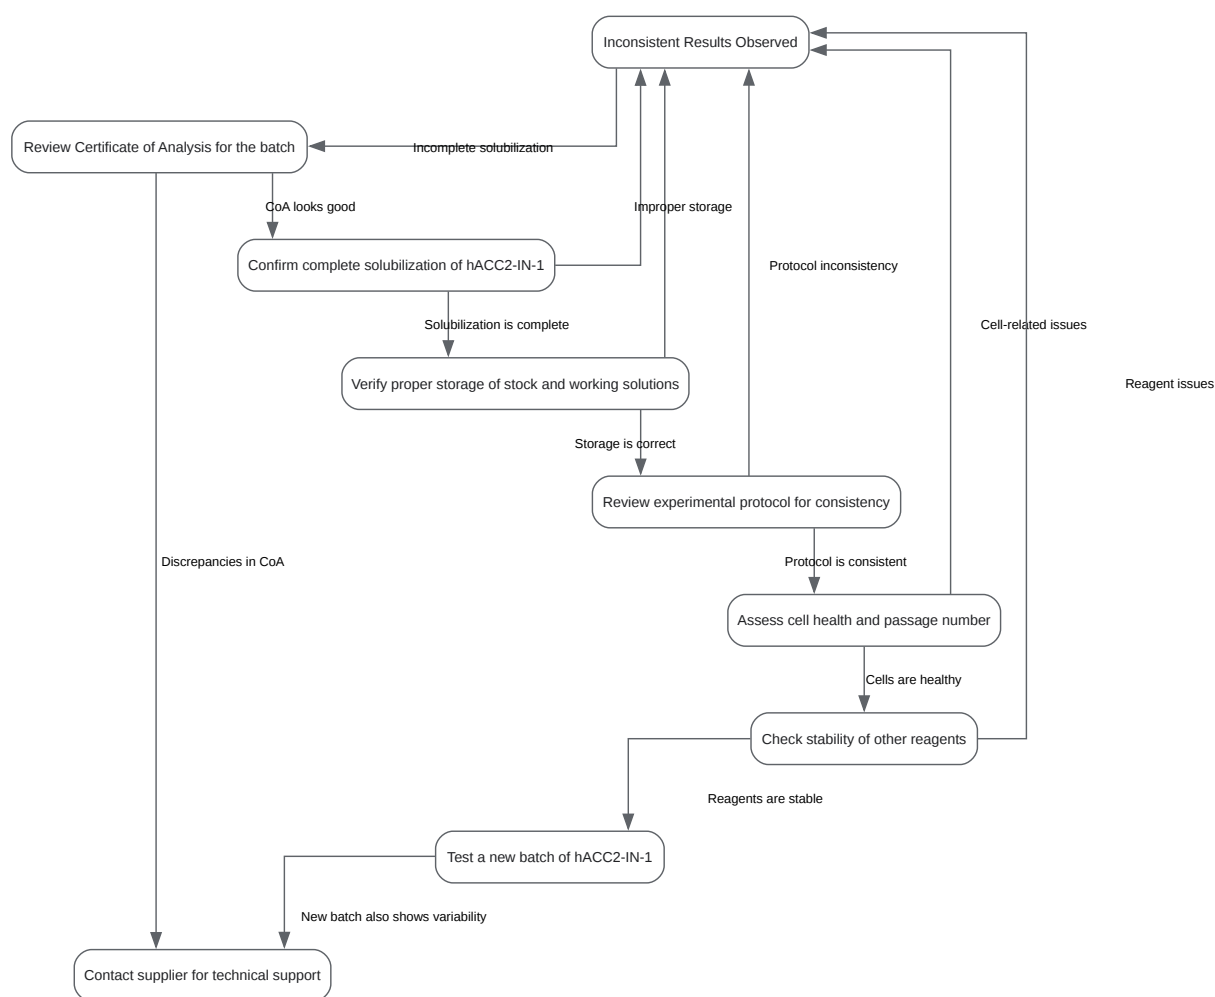 Inconsistent Results Observed
Review Certificate of Analysis for the batch
Incomplete solubilization
CoA looks good
Improper storage
Confirm complete solubilization of hACC2-IN-1
Protocol inconsistency
Solubilization is complete
Cell-related issues
Verify proper storage of stock and working solutions
Reagent issues
Storage is correct
Review experimental protocol for consistency
Discrepancies in CoA
Protocol is consistent
Assess cell health and passage number
Cells are healthy
Check stability of other reagents
Reagents are stable
Test a new batch of hACC2-IN-1
New batch also shows variability
Contact supplier for technical support